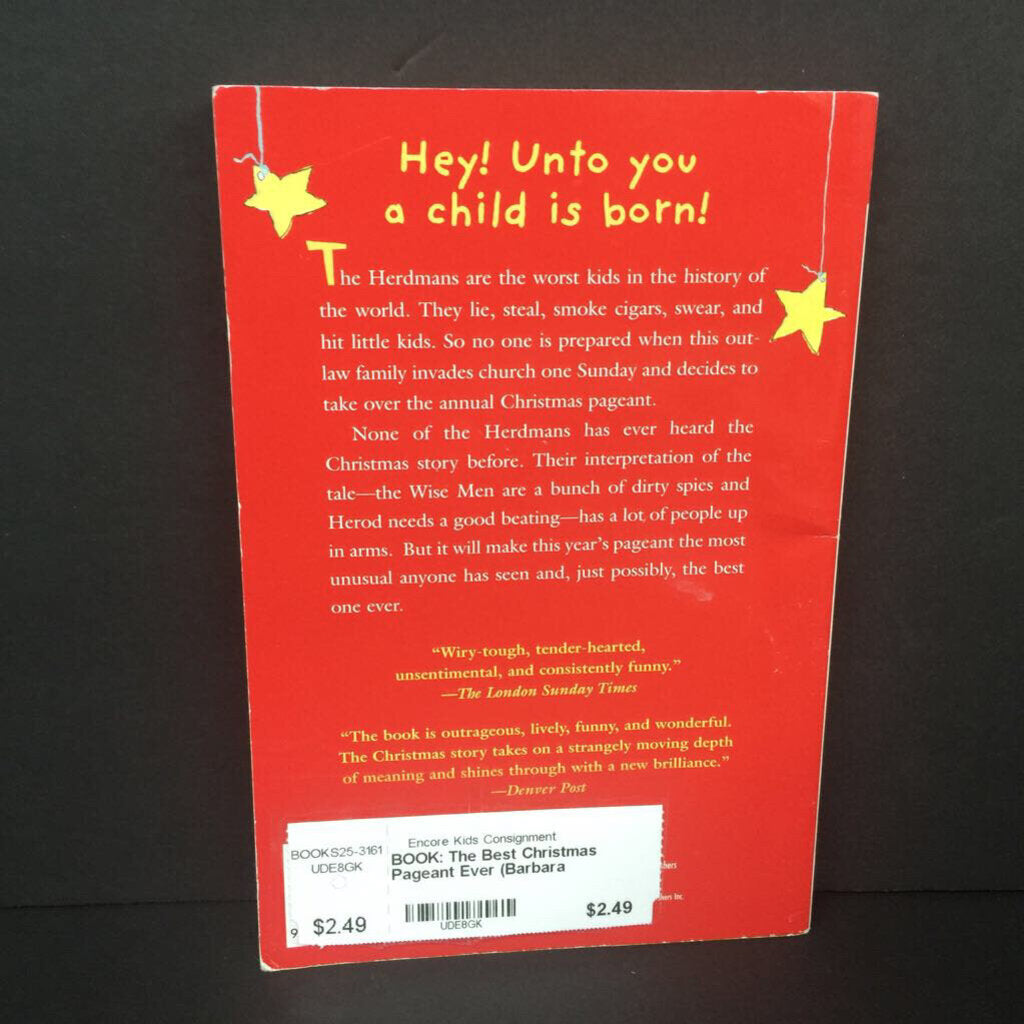 Hey! Unto you
a child is born!
The Herdmans are the worst kids in the history of
the world. They lie, steal, smoke cigars, swear, and
hit little kids. So no one is prepared when this out-
law family invades church one Sunday and decides to
take over the annual Christmas pageant.
None of the Herdmans has ever heard the
Christmas story before. Their interpretation of the
tale—the Wise Men are a bunch of dirty spies and
Herod needs a good beating—has a lot of people up
in arms. But it will make this year's pageant the most
unusual anyone has seen and, just possibly, the best
one ever.
“Wiry-tough, tender-hearted,
unsentimental, and consistently funny.”
—The London Sunday Times
“The book is outrageous, lively, funny, and wonderful.
The Christmas story takes on a strangely moving depth
of meaning and shines through with a new brilliance.”
—Denver Post
BOOKS25-3161
UDE8GK
9
$2.49
Encore Kids Consignment
BOOK: The Best Christmas
Pageant Ever (Barbara
UDE8GK
$2.49
Inc.